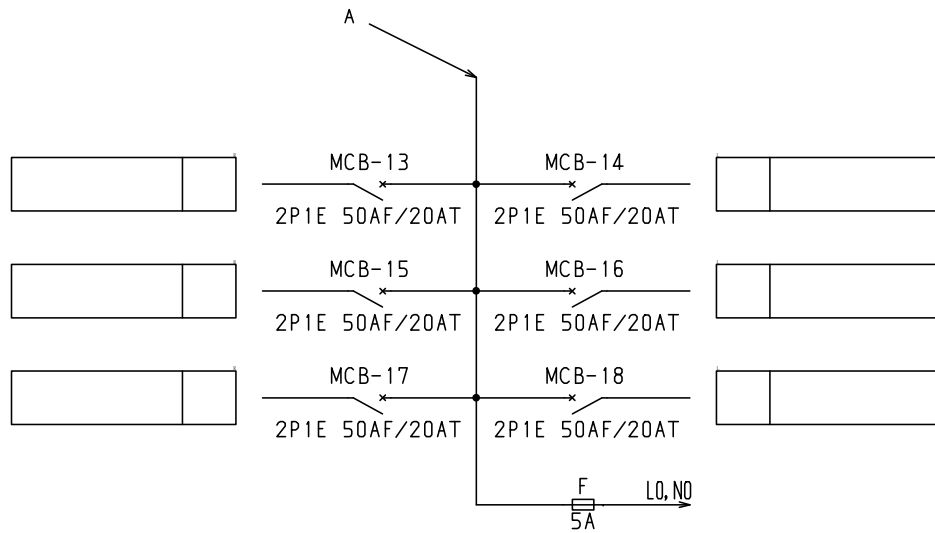 A
MCB-13 MCB-14
2P1E 50AF/20AT 2P1E 50AF/20AT
MCB-15 MCB-16
2P1E 50AF/20AT 2P1E 50AF/20AT
MCB-17 MCB-18
2P1E 50AF/20AT 2P1E 50AF/20AT
F L0,N0
5A